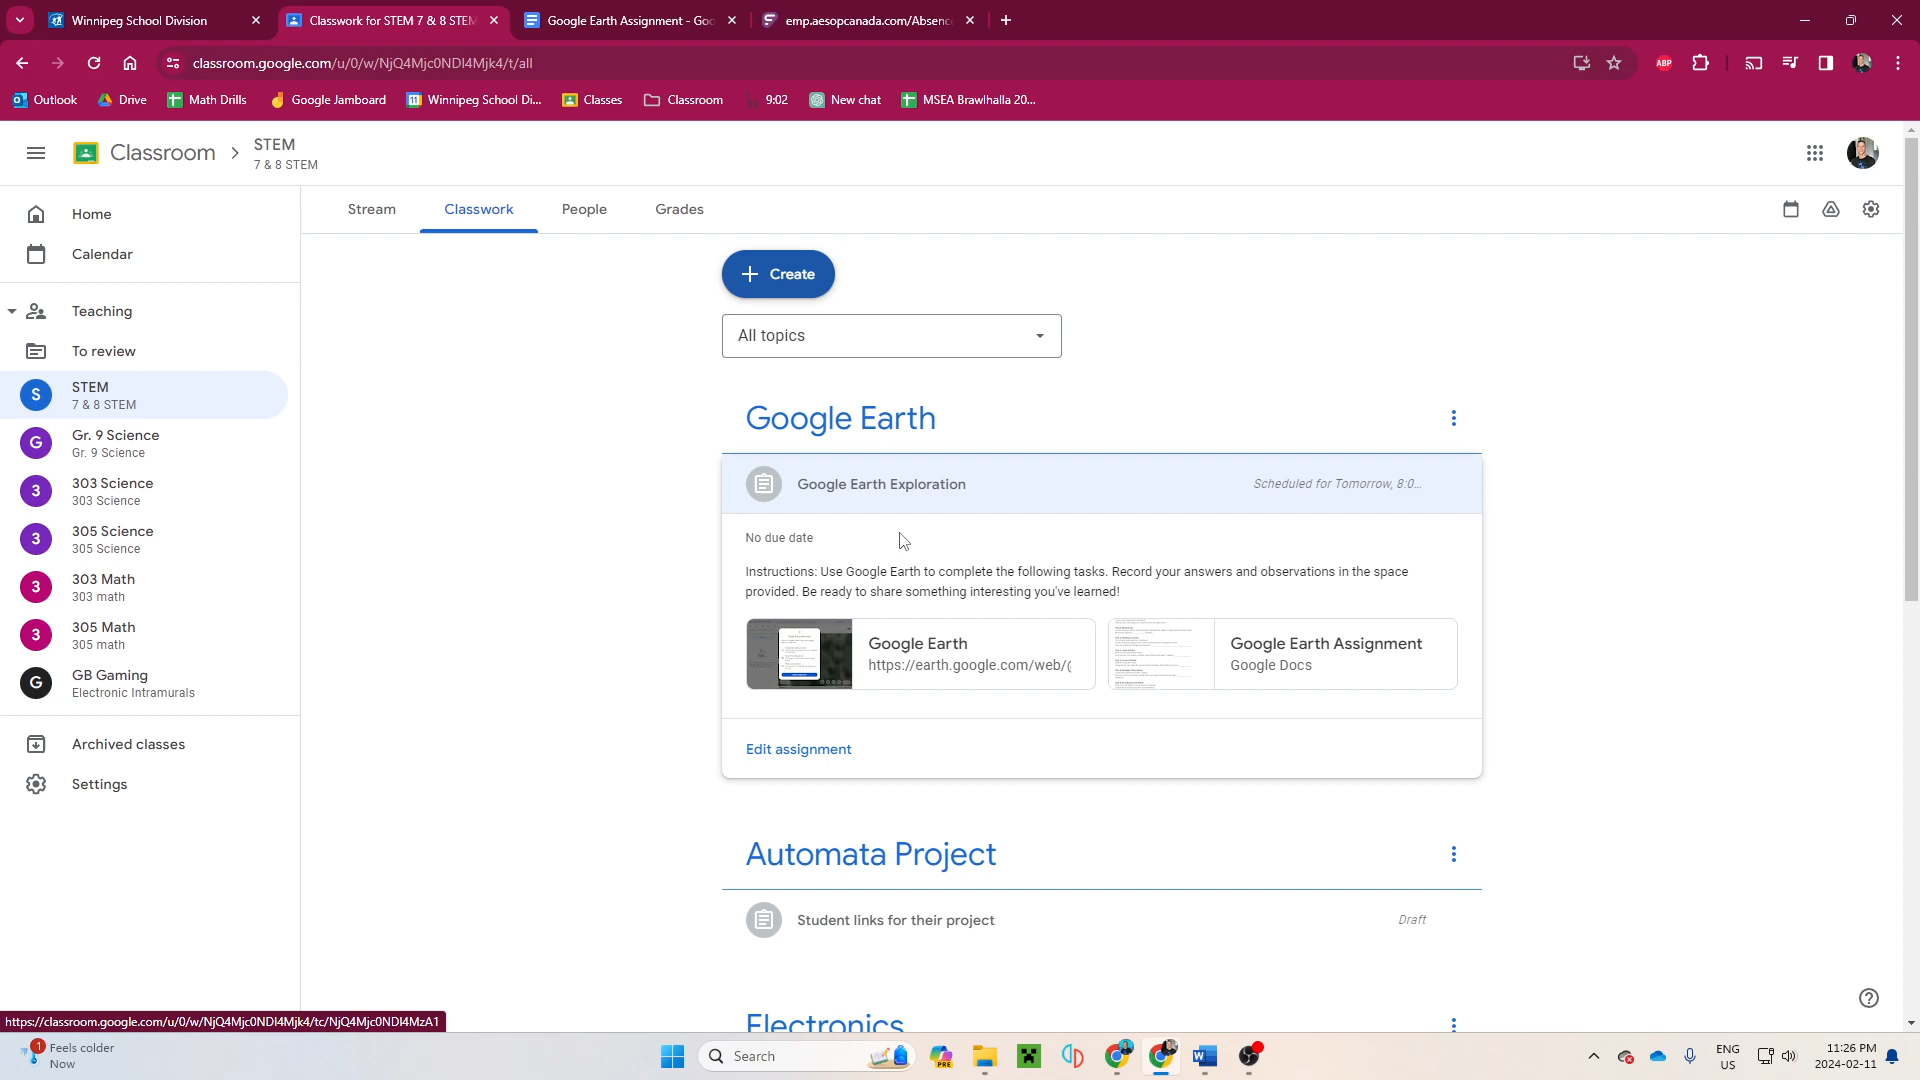 Winnipeg School Division
Classwork for STEM 7 & 8 STEM
Google Earth Assignment - Goo
emp.aesopcanada.com/Absenc
classroom.google.com/u/0/w/NjQ4Mjc0NDI4Mjk4/t/all
ABP
Outlook
Drive
Math Drills
Google Jamboard
Winnipeg School Di...
Classes
Classroom
9:02
New chat
MSEA Brawlhalla 20...
Classroom
STEM
7 & 8 STEM
Home
Calendar
Teaching
To review
S
STEM
7 & 8 STEM
G
Gr. 9 Science
Gr. 9 Science
3
303 Science
303 Science
3
305 Science
305 Science
3
303 Math
303 math
3
305 Math
305 math
G
GB Gaming
Electronic Intramurals
Archived classes
Settings
Stream
Classwork
People
Grades
Create
All topics
Google Earth
Google Earth Exploration
Scheduled for Tomorrow, 8:0...
No due date
Instructions: Use Google Earth to complete the following tasks. Record your answers and observations in the space
provided. Be ready to share something interesting you've learned!
Google Earth
https://earth.google.com/web/(
Google Earth Assignment
Google Docs
Edit assignment
Automata Project
Student links for their project
Draft
Electronics
https://classroom.google.com/u/0/w/NjQ4Mjc0NDI4Mjk4/tc/NjQ4Mjc0NDI4MzA1
1
Feels colder
Now
Search
PRE
ENG
US
11:26 PM
2024-02-11